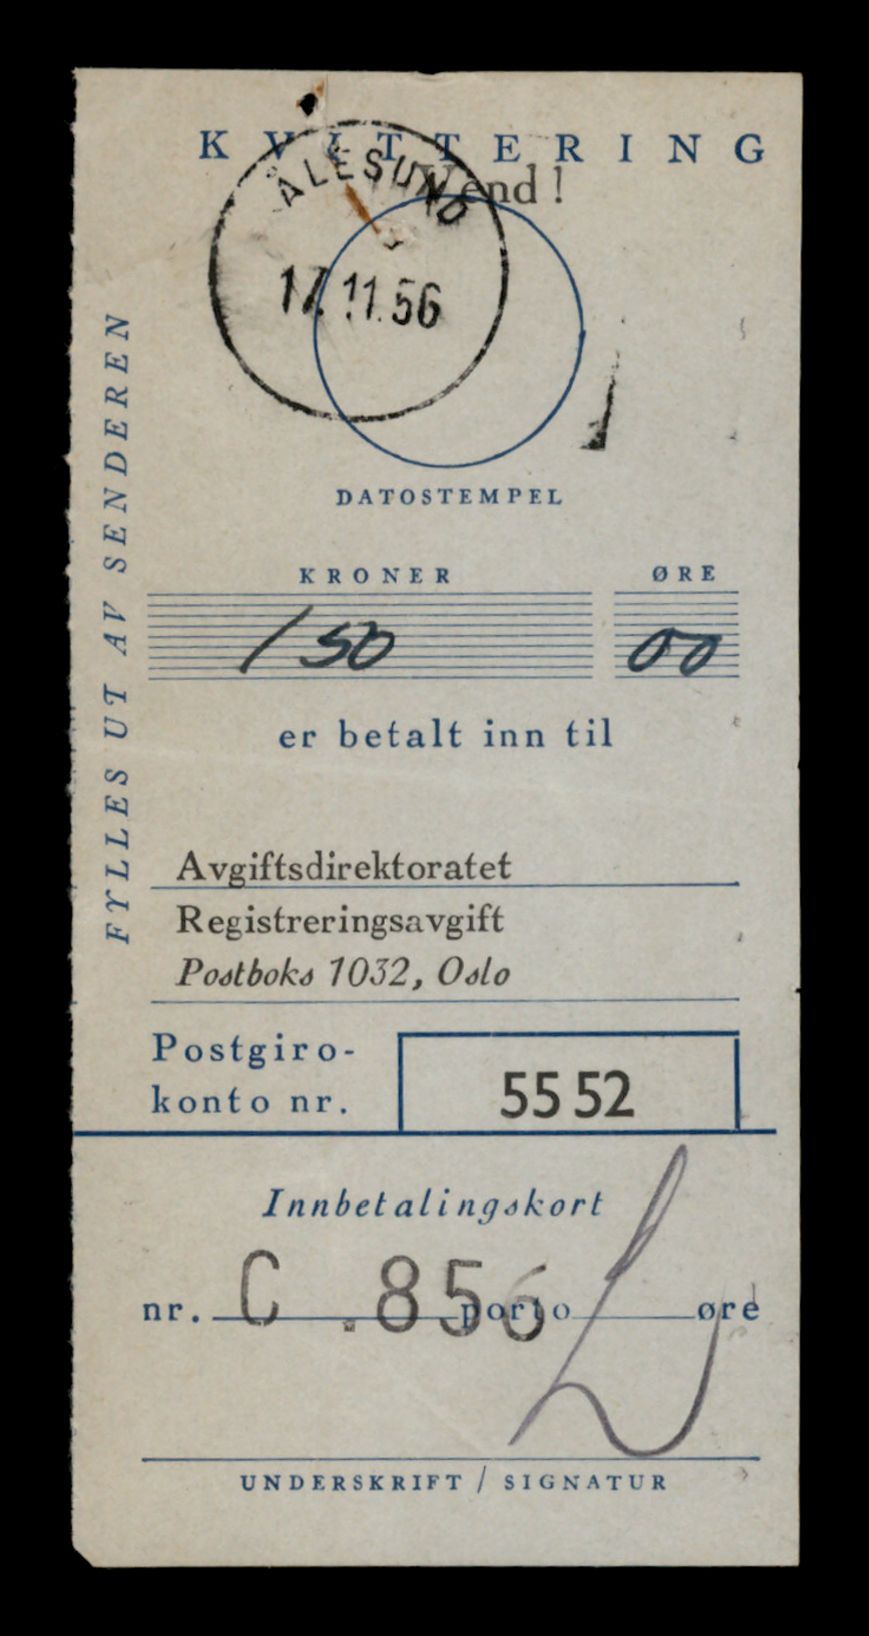 KVITTERING
Vend!
ÅLESUND
17.11.56
DATOSTEMPEL
FYLLES UT AV SENDEREN
KRONER ØRE
150 00
er betalt inn til
Avgiftsdirektoratet
Registreringsavgift
Postboks 1032, Oslo
Postgiro-
konto nr. 5552
Innbetalingskort
nr. C .856 porto øre
UNDERSKRIFT / SIGNATUR